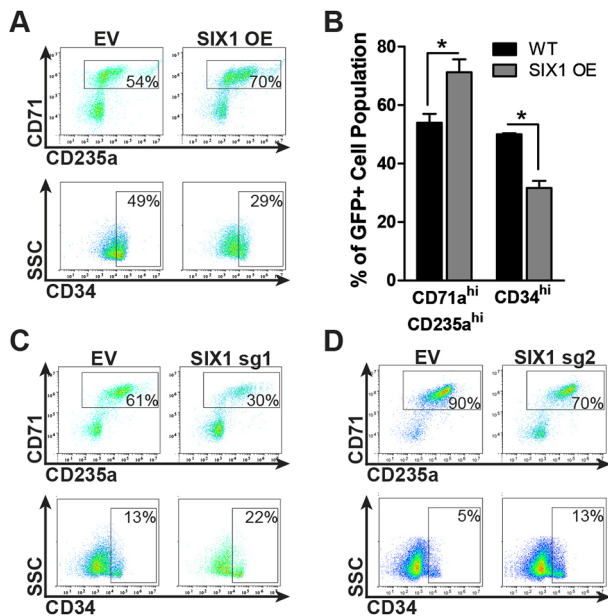 A
B
EV
SIX1 OE
54%
70%
CD71
CD235a
49%
29%
SSC
CD34
80
60
40
20
0
% of GFP+ Cell Population
*
*
WT
SIX1 OE
CD71a^hi
CD235a^hi
CD34^hi
C
D
EV
SIX1 sg1
61%
30%
CD71
CD235a
13%
22%
SSC
CD34
EV
SIX1 sg2
90%
70%
CD71
CD235a
5%
13%
SSC
CD34